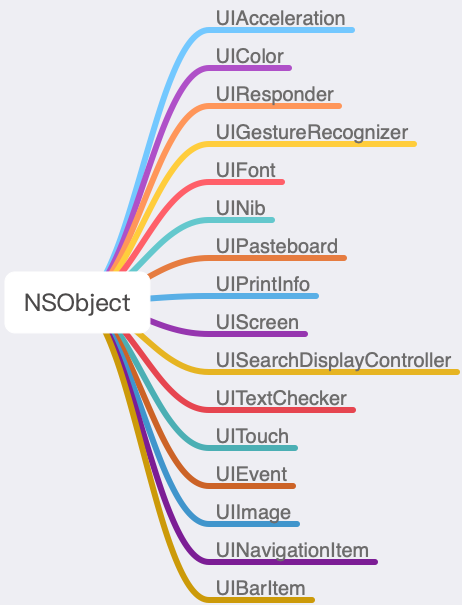 UIAcceleration
UIColor
UIResponder
UIGestureRecognizer
UIFont
UINib
UIPasteboard
NSObject
UIPrintInfo
UIScreen
UISearchDisplayController
UITextChecker
UITouch
UIEvent
UIImage
UINavigationItem
UIBarItem